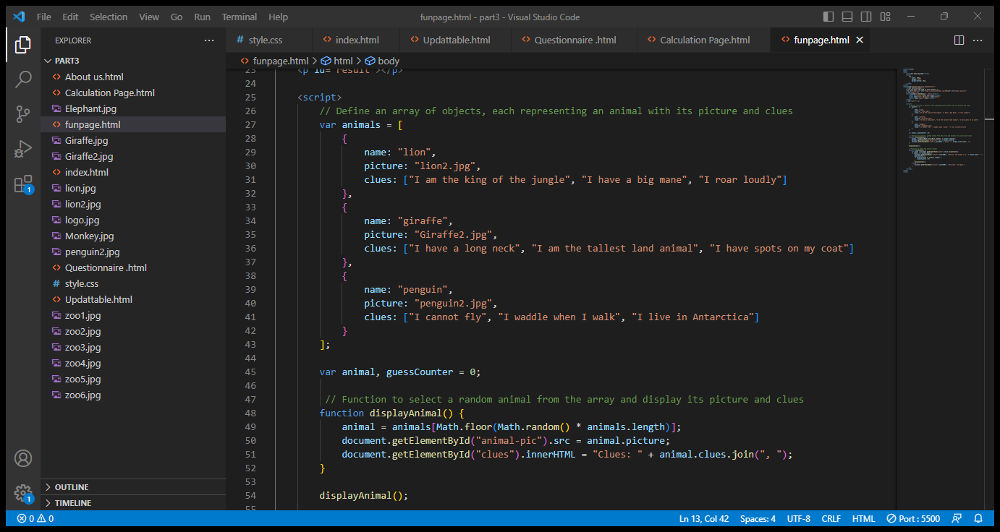 File Edit Selection View Go Run Terminal Help funpage.html - part3 - Visual Studio Code
EXPLORER
style.css index.html Updattable.html Questionnaire .html Calculation Page.html funpage.html
PART3
funpage.html > html > body
About us.html
Calculation Page.html
Elephant.jpg
funpage.html
Giraffe.jpg
Giraffe2.jpg
index.html
lion.jpg
lion2.jpg
logo.jpg
Monkey.jpg
penguin2.jpg
Questionnaire .html
style.css
Updattable.html
zoo1.jpg
zoo2.jpg
zoo3.jpg
zoo4.jpg
zoo5.jpg
zoo6.jpg
OUTLINE
TIMELINE
1
1
23 <p id="result"></p>
24
25 <script>
26 // Define an array of objects, each representing an animal with its picture and clues
27 var animals = [
28 {
29 name: "lion",
30 picture: "lion2.jpg",
31 clues: ["I am the king of the jungle", "I have a big mane", "I roar loudly"]
32 },
33 {
34 name: "giraffe",
35 picture: "Giraffe2.jpg",
36 clues: ["I have a long neck", "I am the tallest land animal", "I have spots on my coat"]
37 },
38 {
39 name: "penguin",
40 picture: "penguin2.jpg",
41 clues: ["I cannot fly", "I waddle when I walk", "I live in Antarctica"]
42 }
43 ];
44
45 var animal, guessCounter = 0;
46
47 // Function to select a random animal from the array and display its picture and clues
48 function displayAnimal() {
49 animal = animals[Math.floor(Math.random() * animals.length)];
50 document.getElementById("animal-pic").src = animal.picture;
51 document.getElementById("clues").innerHTML = "Clues: " + animal.clues.join(", ");
52 }
53
54 displayAnimal();
55
0 0 Ln 13, Col 42 Spaces: 4 UTF-8 CRLF HTML Port : 5500